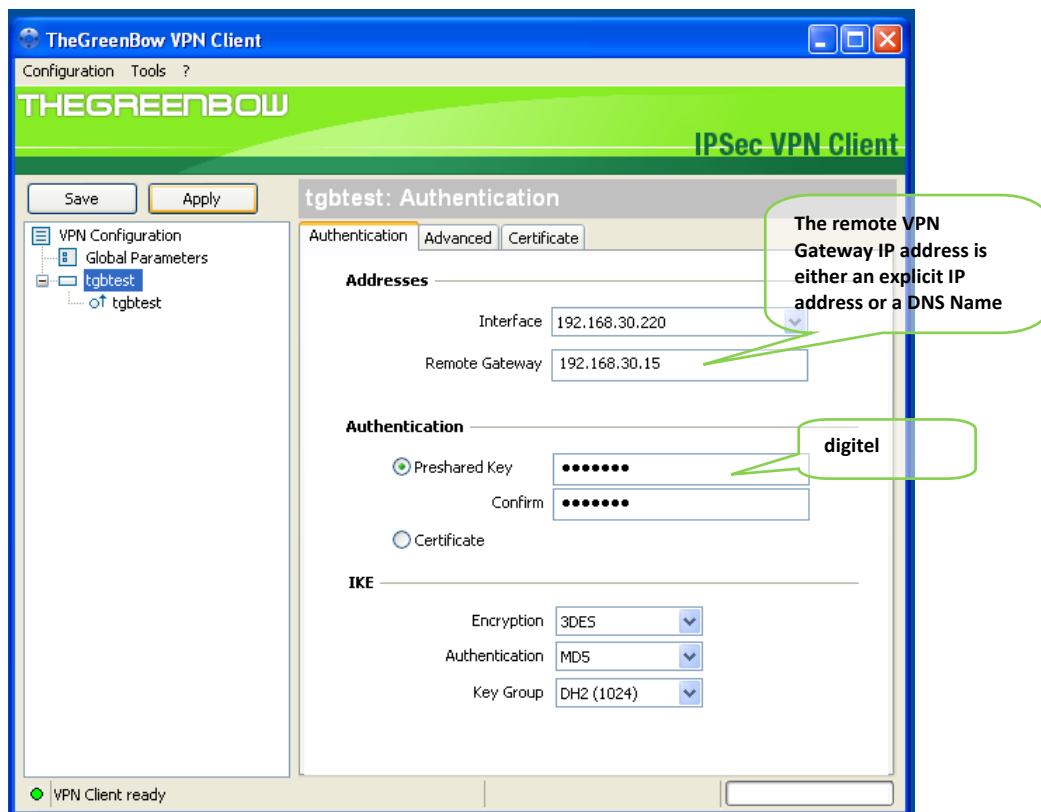 TheGreenBow VPN Client
Configuration Tools ?
THEGREENBOW
IPSec VPN Client
Save Apply
tgbtest: Authentication
VPN Configuration
Global Parameters
tgbtest
tgbtest
Authentication Advanced Certificate
The remote VPN
Gateway IP address is
either an explicit IP
address or a DNS Name
Addresses
Interface 192.168.30.220
Remote Gateway 192.168.30.15
Authentication
digitel
Preshared Key •••••••
Confirm •••••••
Certificate
IKE
Encryption 3DES
Authentication MD5
Key Group DH2 (1024)
VPN Client ready